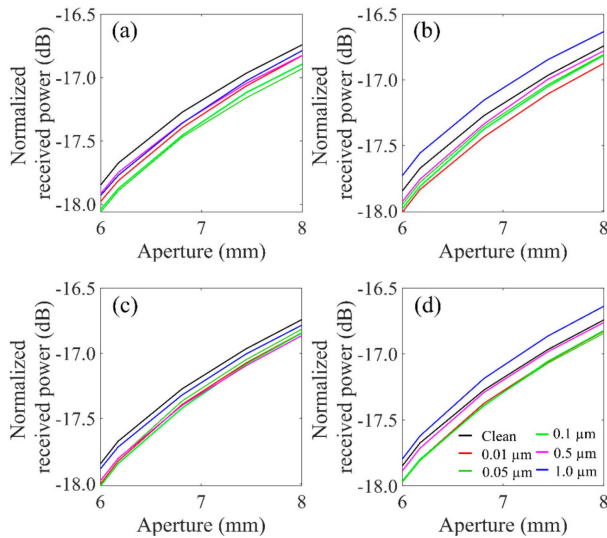 (a)
-16.5
-17.0
-17.5
-18.0
Normalized
received power (dB)
6 7 8
Aperture (mm)
(b)
-16.5
-17.0
-17.5
-18.0
Normalized
received power (dB)
6 7 8
Aperture (mm)
(c)
-16.5
-17.0
-17.5
-18.0
Normalized
received power (dB)
6 7 8
Aperture (mm)
(d)
-16.5
-17.0
-17.5
-18.0
Normalized
received power (dB)
Clean
0.01 µm
0.05 µm
0.1 µm
0.5 µm
1.0 µm
6 7 8
Aperture (mm)